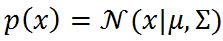 p(x) = 𝒩(x|μ, Σ)